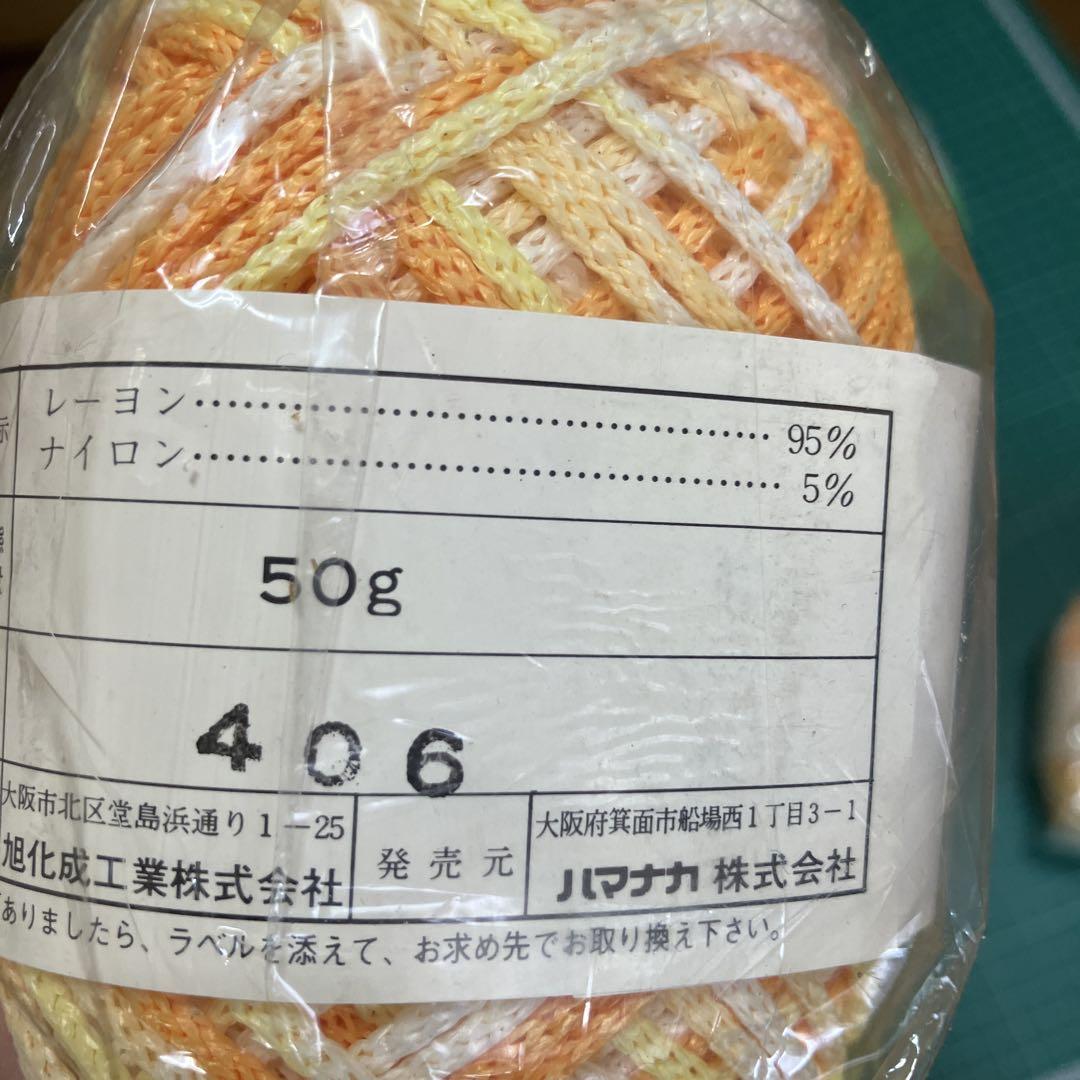 示
レーヨン 95%
ナイロン 5%
50g
406
大阪市北区堂島浜通り1-25
旭化成工業株式会社
発売元
大阪府箕面市船場西1丁目3-1
ハマナカ 株式会社
ありましたら、ラベルを添えて、お求め先でお取り換え下さい。